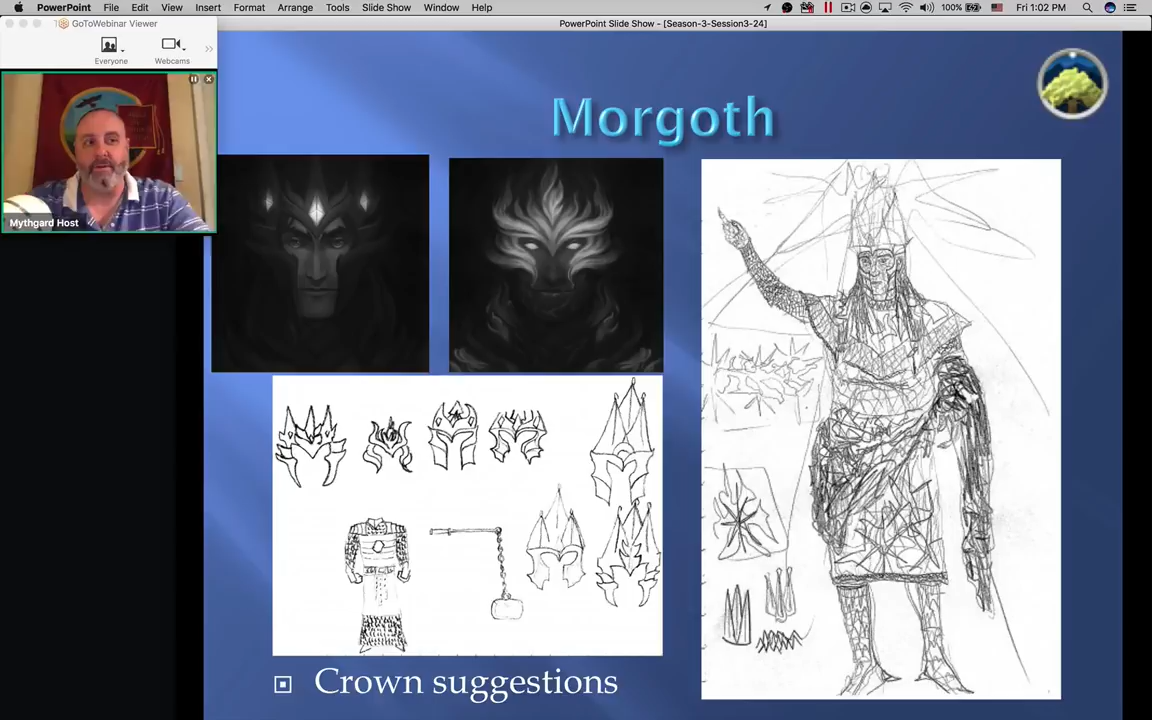 PowerPoint File Edit View Insert Format Arrange Tools Slide Show Window Help 100% Fri 1:02 PM
GoToWebinar Viewer
PowerPoint Slide Show - [Season-3-Session3-24]
Everyone
Webcams
Mythgard Host
Morgoth
Crown suggestions